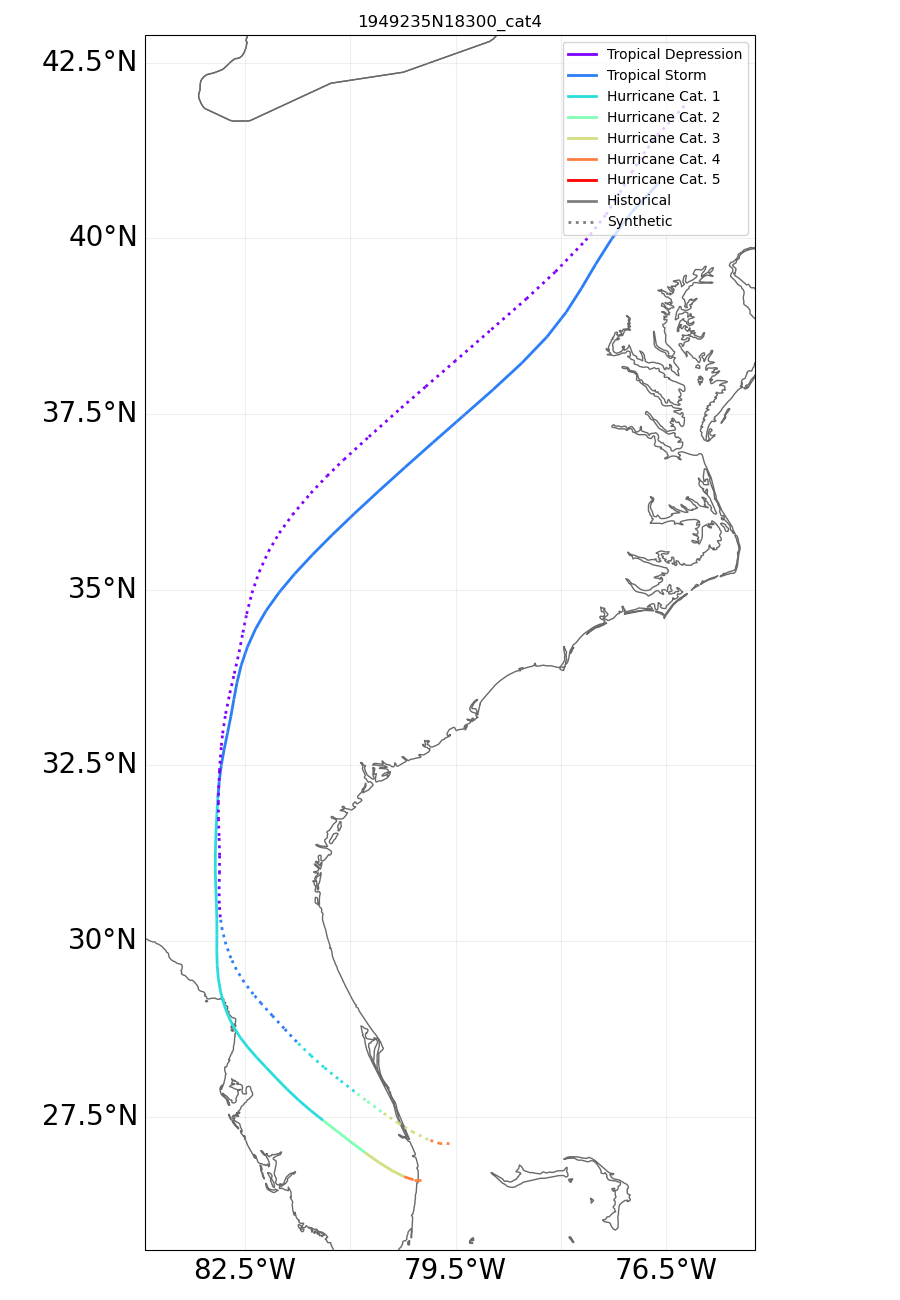 1949235N18300_cat4
42.5°N
Tropical Depression
Tropical Storm
Hurricane Cat. 1
Hurricane Cat. 2
Hurricane Cat. 3
Hurricane Cat. 4
Hurricane Cat. 5
Historical
Synthetic
40°N
37.5°N
35°N
32.5°N
30°N
27.5°N
82.5°W 79.5°W 76.5°W